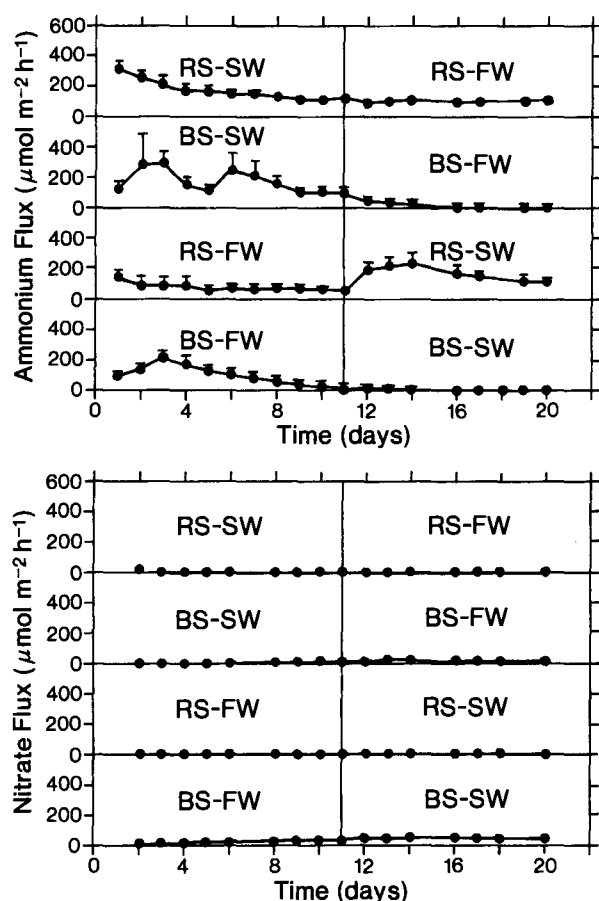 600
400
200
0
RS-SW
RS-FW
400
200
0
BS-SW
BS-FW
400
200
0
RS-FW
RS-SW
400
200
0
BS-FW
BS-SW
0 4 8 12 16 20
Time (days)
Ammonium Flux (μmol m⁻² h⁻¹)
600
400
200
0
RS-SW
RS-FW
400
200
0
BS-SW
BS-FW
400
200
0
RS-FW
RS-SW
400
200
0
BS-FW
BS-SW
0 4 8 12 16 20
Time (days)
Nitrate Flux (μmol m⁻² h⁻¹)